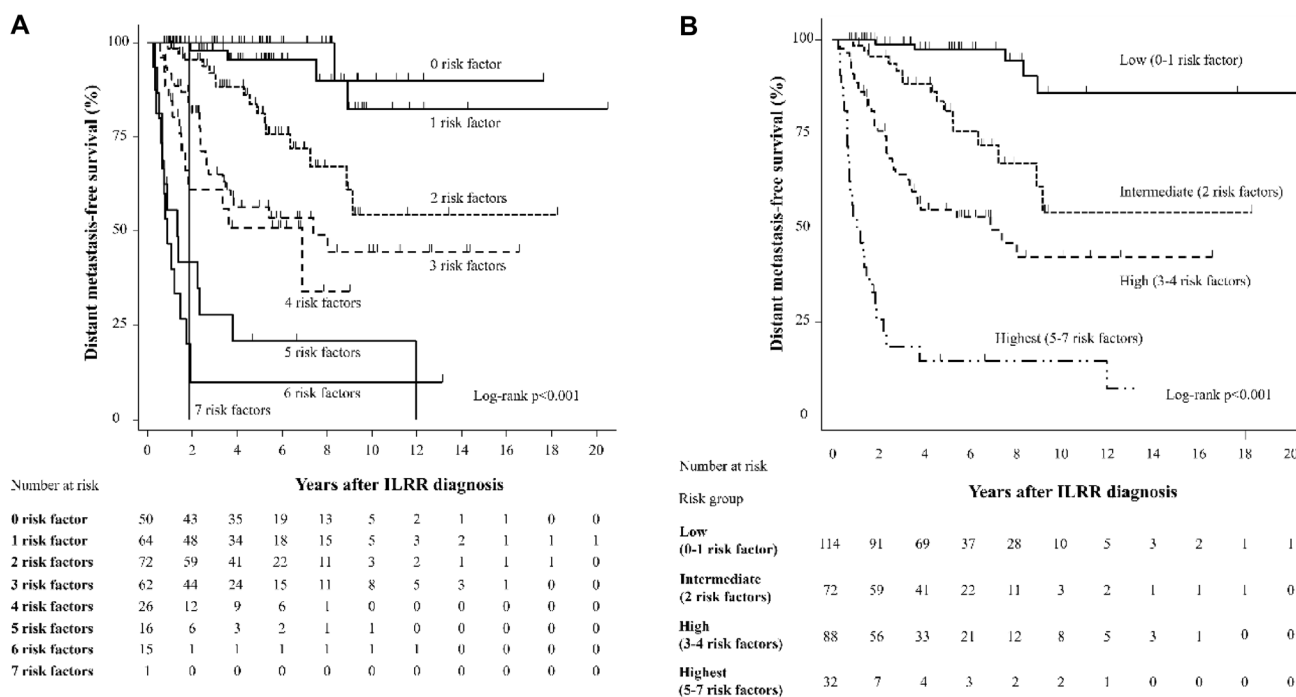 A
100
75
50
25
0
Distant metastasis-free survival (%)
0 risk factor
1 risk factor
2 risk factors
3 risk factors
4 risk factors
5 risk factors
6 risk factors
7 risk factors
Log-rank p<0.001
0 2 4 6 8 10 12 14 16 18 20
Number at risk
Years after ILRR diagnosis
0 risk factor 50 43 35 19 13 5 2 1 1 0 0
1 risk factor 64 48 34 18 15 5 3 2 1 1 1
2 risk factors 72 59 41 22 11 3 2 1 1 1 0
3 risk factors 62 44 24 15 11 8 5 3 1 0 0
4 risk factors 26 12 9 6 1 0 0 0 0 0 0
5 risk factors 16 6 3 2 1 1 0 0 0 0 0
6 risk factors 15 1 1 1 1 1 1 0 0 0 0
7 risk factors 1 0 0 0 0 0 0 0 0 0 0
B
100
75
50
25
0
Distant metastasis-free survival (%)
Low (0-1 risk factor)
Intermediate (2 risk factors)
High (3-4 risk factors)
Highest (5-7 risk factors)
Log-rank p<0.001
0 2 4 6 8 10 12 14 16 18 20
Number at risk
Years after ILRR diagnosis
Risk group
Low
(0-1 risk factor) 114 91 69 37 28 10 5 3 2 1 1
Intermediate
(2 risk factors) 72 59 41 22 11 3 2 1 1 1 0
High
(3-4 risk factors) 88 56 33 21 12 8 5 3 1 0 0
Highest
(5-7 risk factors) 32 7 4 3 2 2 1 0 0 0 0